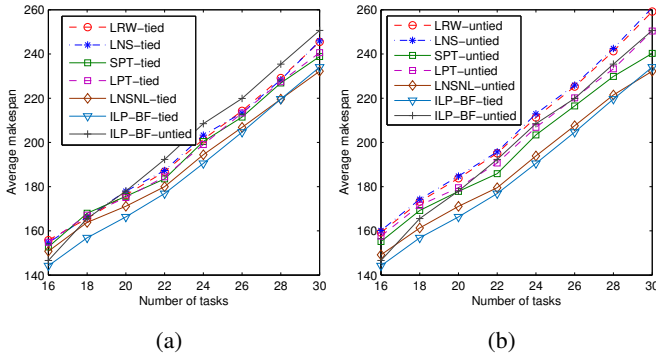 260
240
220
200
180
160
140
16
18
20
22
24
26
28
30
Average makespan
Number of tasks
LRW−tied
LNS−tied
SPT−tied
LPT−tied
LNSNL−tied
ILP−BF−tied
ILP−BF−untied
(a)
260
240
220
200
180
160
140
16
18
20
22
24
26
28
30
Average makespan
Number of tasks
LRW−untied
LNS−untied
SPT−untied
LPT−untied
LNSNL−untied
ILP−BF−tied
ILP−BF−untied
(b)